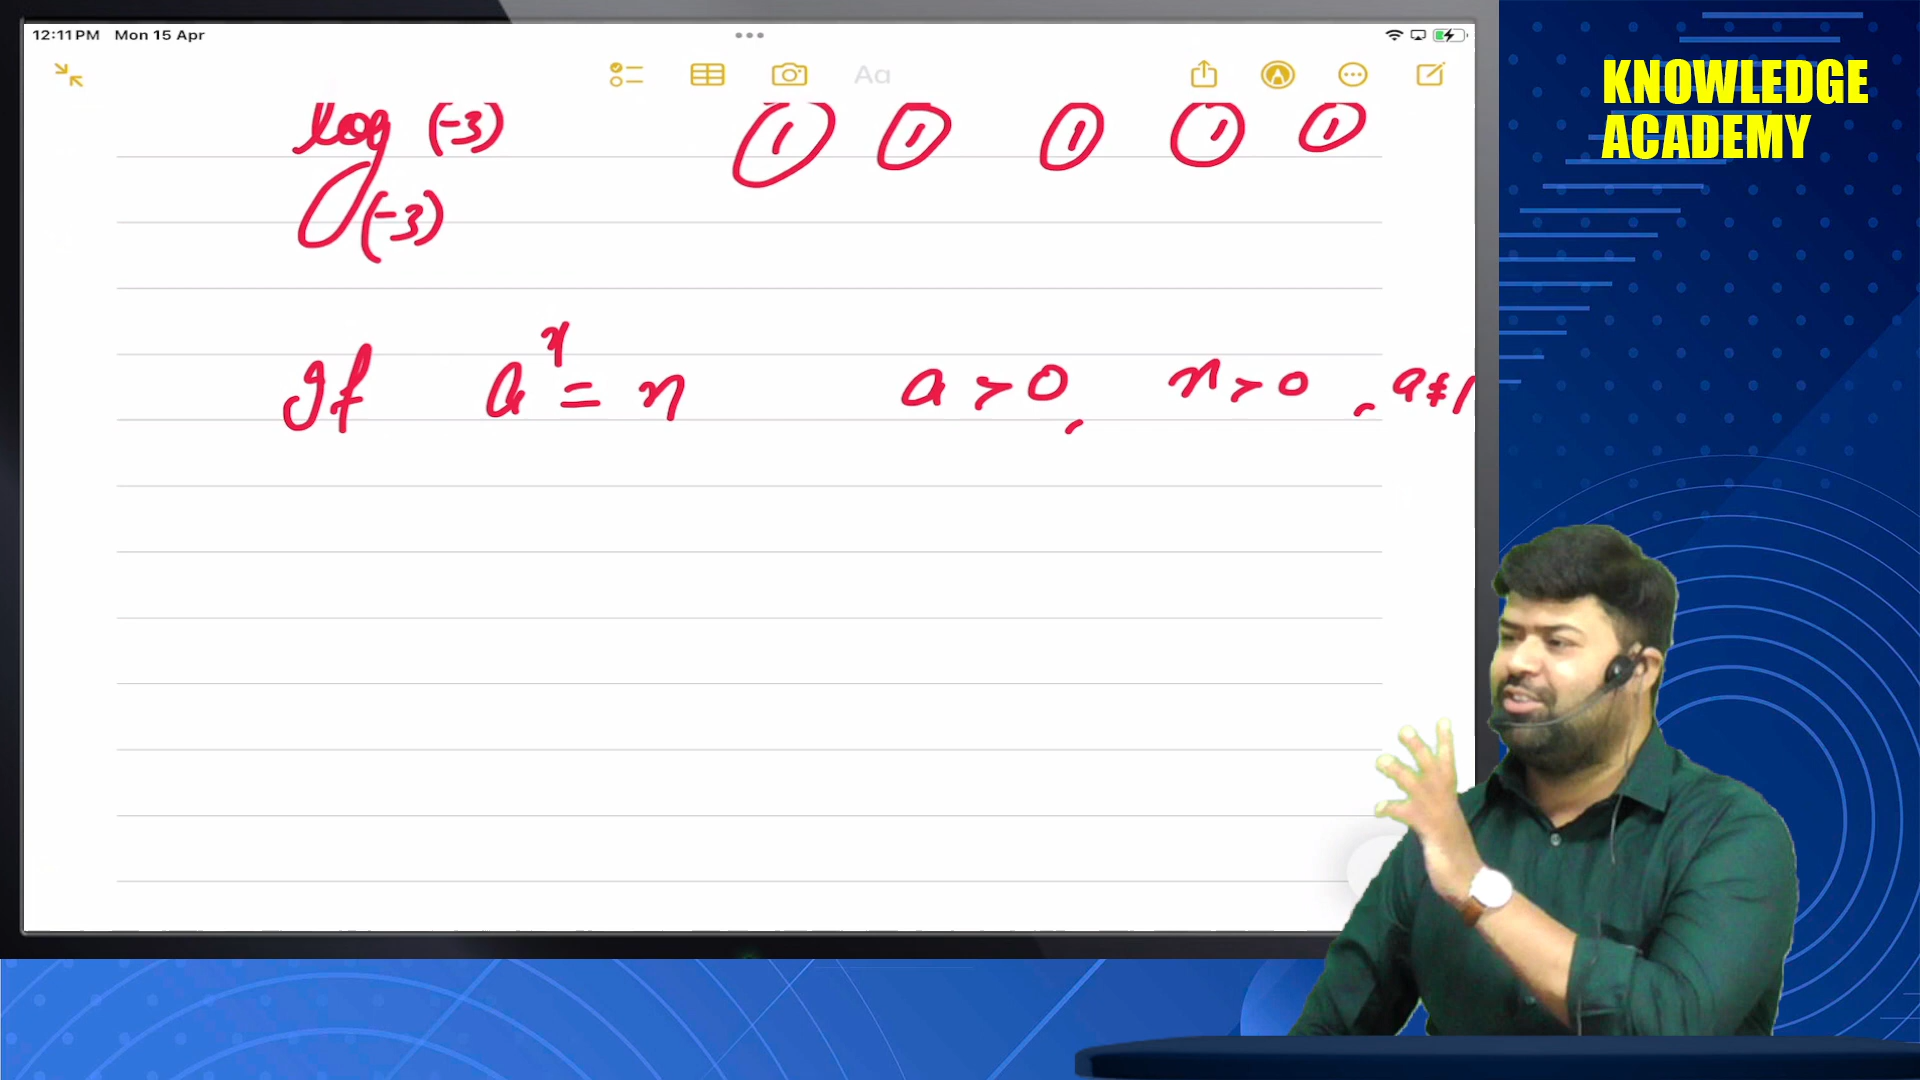 12:11 PM Mon 15 Apr
Aa
KNOWLEDGE
ACADEMY
log (-3) 1 1 1 1 1
(-3)
If aˣ = n a > 0, n > 0, a ≠ 1